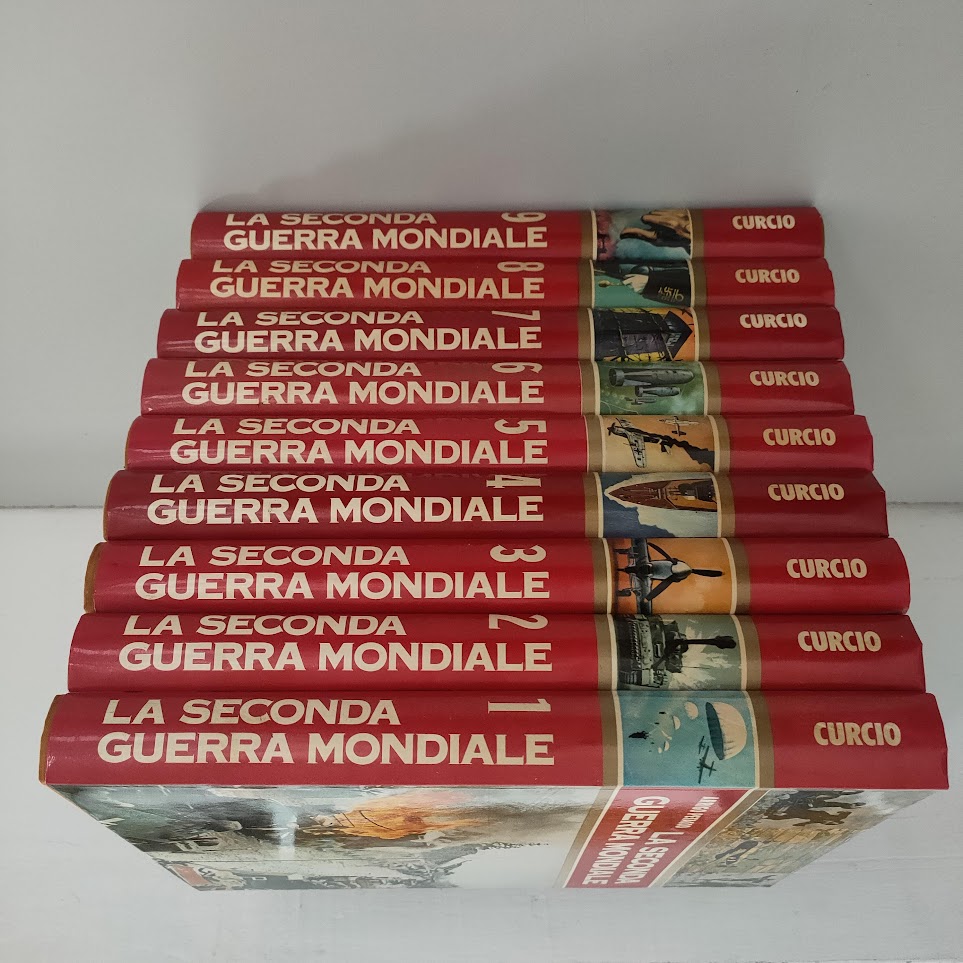 LA SECONDA 9
GUERRA MONDIALE
CURCIO
LA SECONDA 8
GUERRA MONDIALE
CURCIO
LA SECONDA 7
GUERRA MONDIALE
CURCIO
LA SECONDA 6
GUERRA MONDIALE
CURCIO
LA SECONDA 5
GUERRA MONDIALE
CURCIO
LA SECONDA 4
GUERRA MONDIALE
CURCIO
LA SECONDA 3
GUERRA MONDIALE
CURCIO
LA SECONDA 2
GUERRA MONDIALE
CURCIO
LA SECONDA 1
GUERRA MONDIALE
CURCIO
ARRIGO PETACCO
LA SECONDA
GUERRA MONDIALE